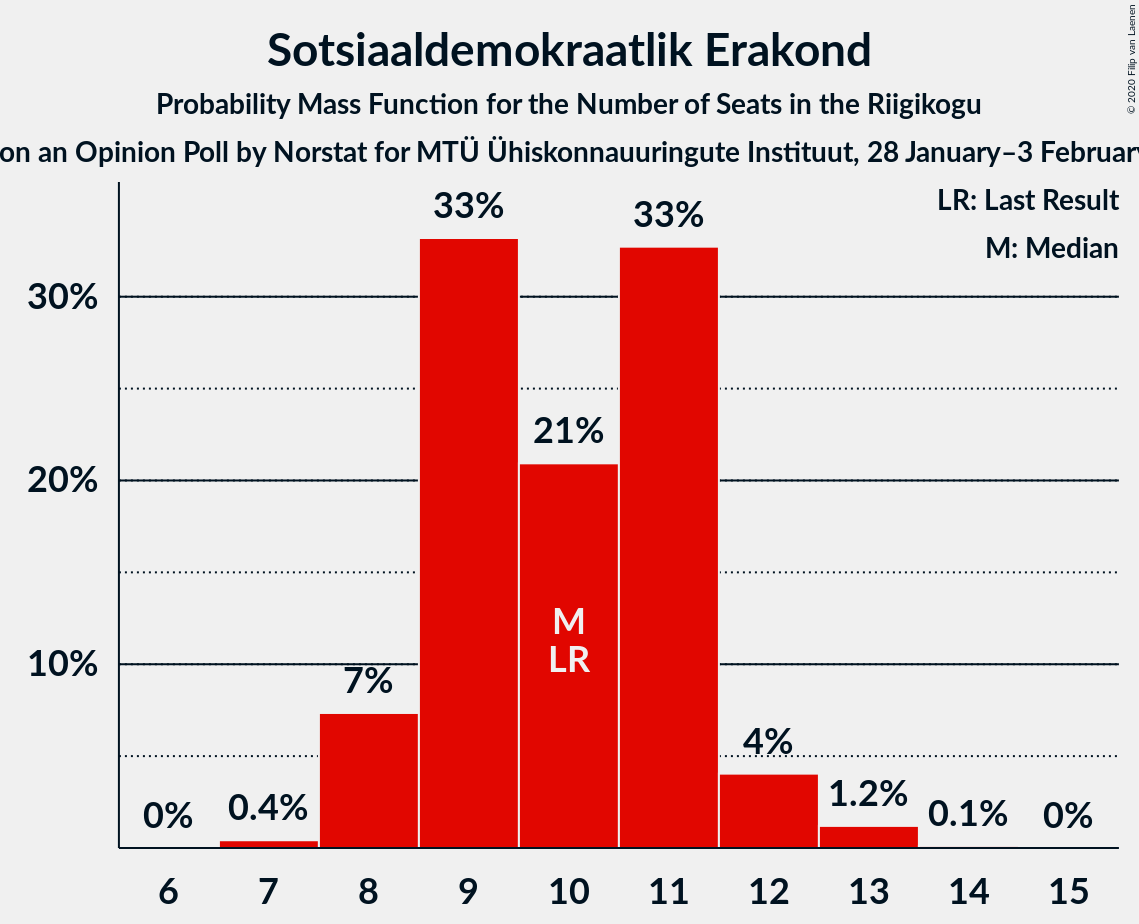 Sotsiaaldemokraatlik Erakond
Probability Mass Function for the Number of Seats in the Riigikogu
on an Opinion Poll by Norstat for MTÜ Ühiskonnauuringute Instituut, 28 January–3 February
© 2020 Filip van Laenen
LR: Last Result
M: Median
33% 33%
30%
21%
20%
M
LR
10%
7%
4%
0% 0.4% 1.2% 0.1% 0%
6 7 8 9 10 11 12 13 14 15